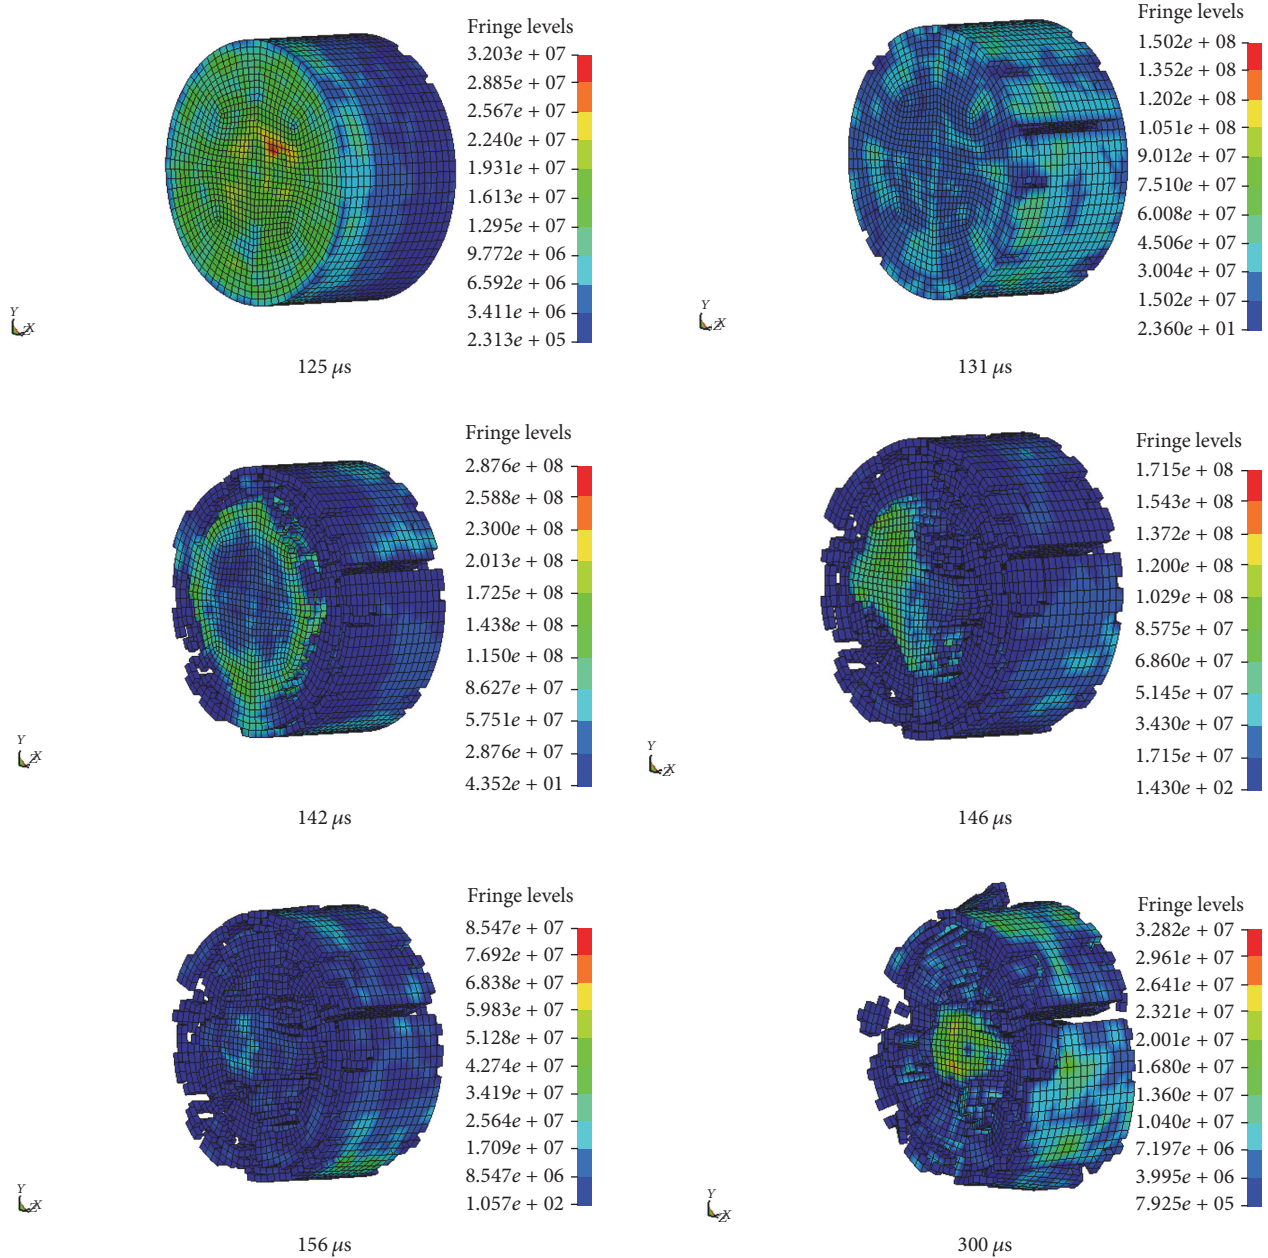 Fringe levels
3.203e + 07
2.885e + 07
2.567e + 07
2.240e + 07
1.931e + 07
1.613e + 07
1.295e + 07
9.772e + 06
6.592e + 06
3.411e + 06
2.313e + 05
Y
Z X
125 μs
Fringe levels
1.502e + 08
1.352e + 08
1.202e + 08
1.051e + 08
9.012e + 07
7.510e + 07
6.008e + 07
4.506e + 07
3.004e + 07
1.502e + 07
2.360e + 01
Y
Z X
131 μs
Fringe levels
2.876e + 08
2.588e + 08
2.300e + 08
2.013e + 08
1.725e + 08
1.438e + 08
1.150e + 08
8.627e + 07
5.751e + 07
2.876e + 07
4.352e + 01
Y
Z X
142 μs
Fringe levels
1.715e + 08
1.543e + 08
1.372e + 08
1.200e + 08
1.029e + 08
8.575e + 07
6.860e + 07
5.145e + 07
3.430e + 07
1.715e + 07
1.430e + 02
Y
Z X
146 μs
Fringe levels
8.547e + 07
7.692e + 07
6.838e + 07
5.983e + 07
5.128e + 07
4.274e + 07
3.419e + 07
2.564e + 07
1.709e + 07
8.547e + 06
1.057e + 02
Y
Z X
156 μs
Fringe levels
3.282e + 07
2.961e + 07
2.641e + 07
2.321e + 07
2.001e + 07
1.680e + 07
1.360e + 07
1.040e + 07
7.197e + 06
3.995e + 06
7.925e + 05
Y
Z X
300 μs